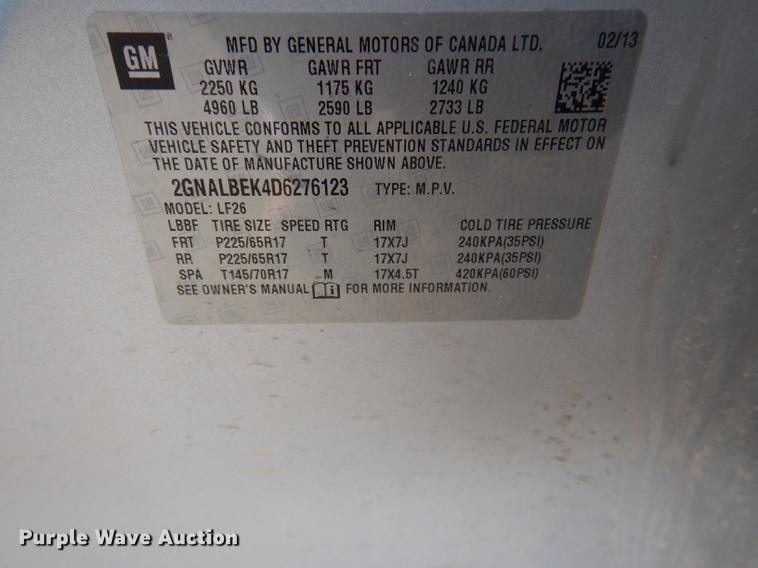 GM
MFD BY GENERAL MOTORS OF CANADA LTD. 02/13
GVWR GAWR FRT GAWR RR
2250 KG 1175 KG 1240 KG
4960 LB 2590 LB 2733 LB
THIS VEHICLE CONFORMS TO ALL APPLICABLE U.S. FEDERAL MOTOR
VEHICLE SAFETY AND THEFT PREVENTION STANDARDS IN EFFECT ON
THE DATE OF MANUFACTURE SHOWN ABOVE.
2GNALBEK4D6276123 TYPE: M.P.V.
MODEL: LF26
LBBF TIRE SIZE SPEED RTG RIM COLD TIRE PRESSURE
FRT P225/65R17 T 17X7J 240KPA(35PSI)
RR P225/65R17 T 17X7J 240KPA(35PSI)
SPA T145/70R17 M 17X4.5T 420KPA(60PSI)
SEE OWNER'S MANUAL i FOR MORE INFORMATION.
Purple Wave Auction